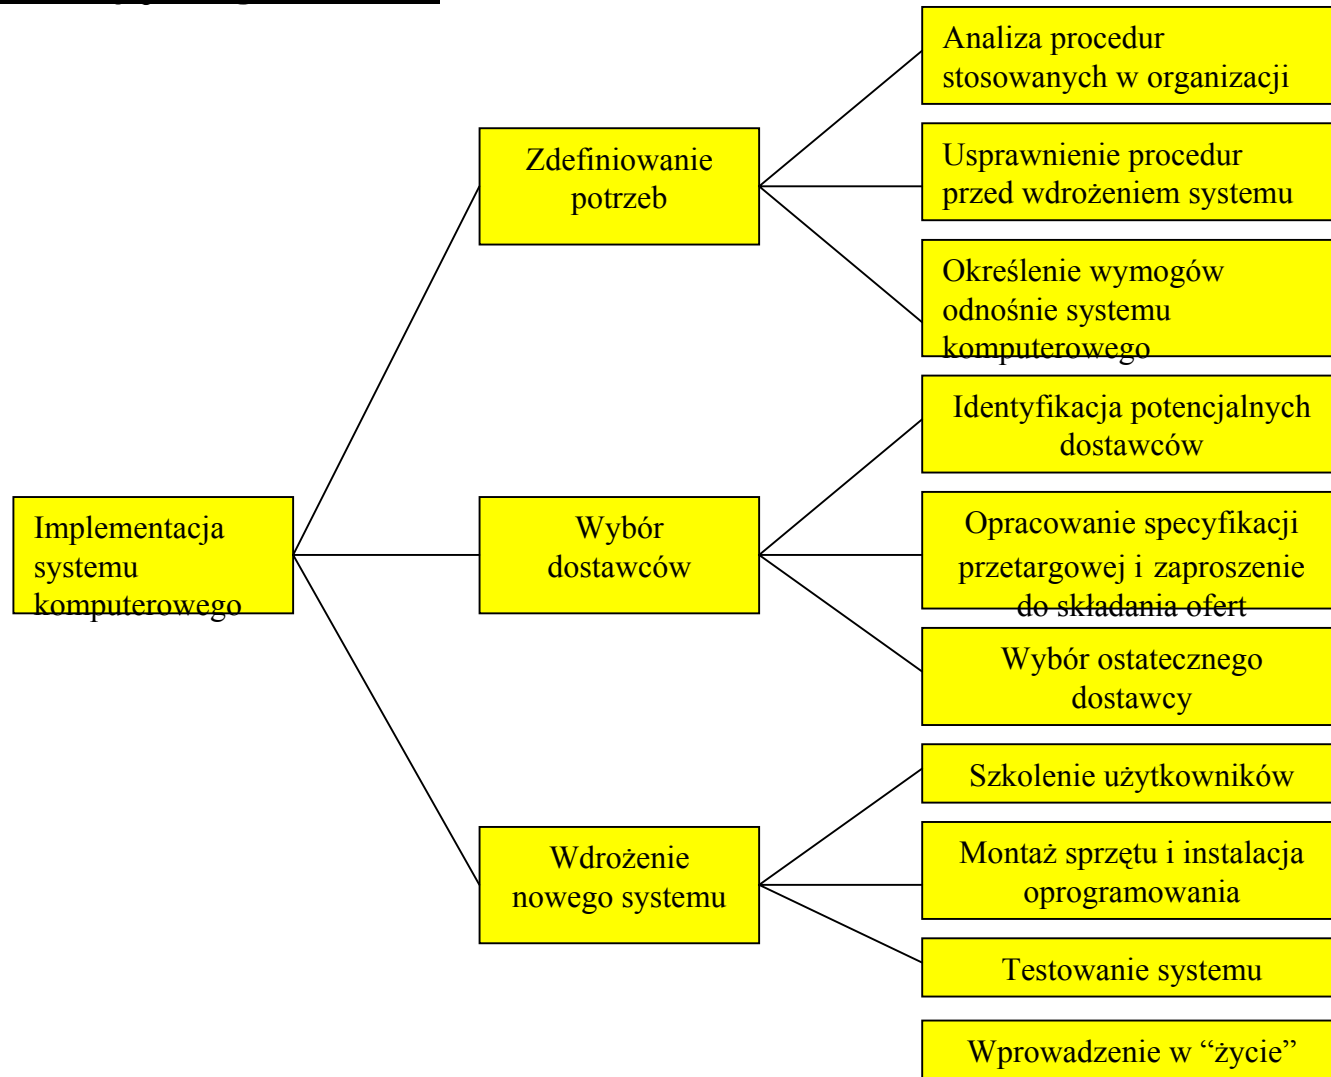 Analiza procedur
stosowanych w organizacji
Zdefiniowanie
potrzeb
Usprawnienie procedur
przed wdrożeniem systemu
Określenie wymogów
odnośnie systemu
komputerowego
Implementacja
systemu
komputerowego
Wybór
dostawców
Identyfikacja potencjalnych
dostawców
Opracowanie specyfikacji
przetargowej i zaproszenie
do składania ofert
Wybór ostatecznego
dostawcy
Wdrożenie
nowego systemu
Szkolenie użytkowników
Montaż sprzętu i instalacja
oprogramowania
Testowanie systemu
Wprowadzenie w “życie”